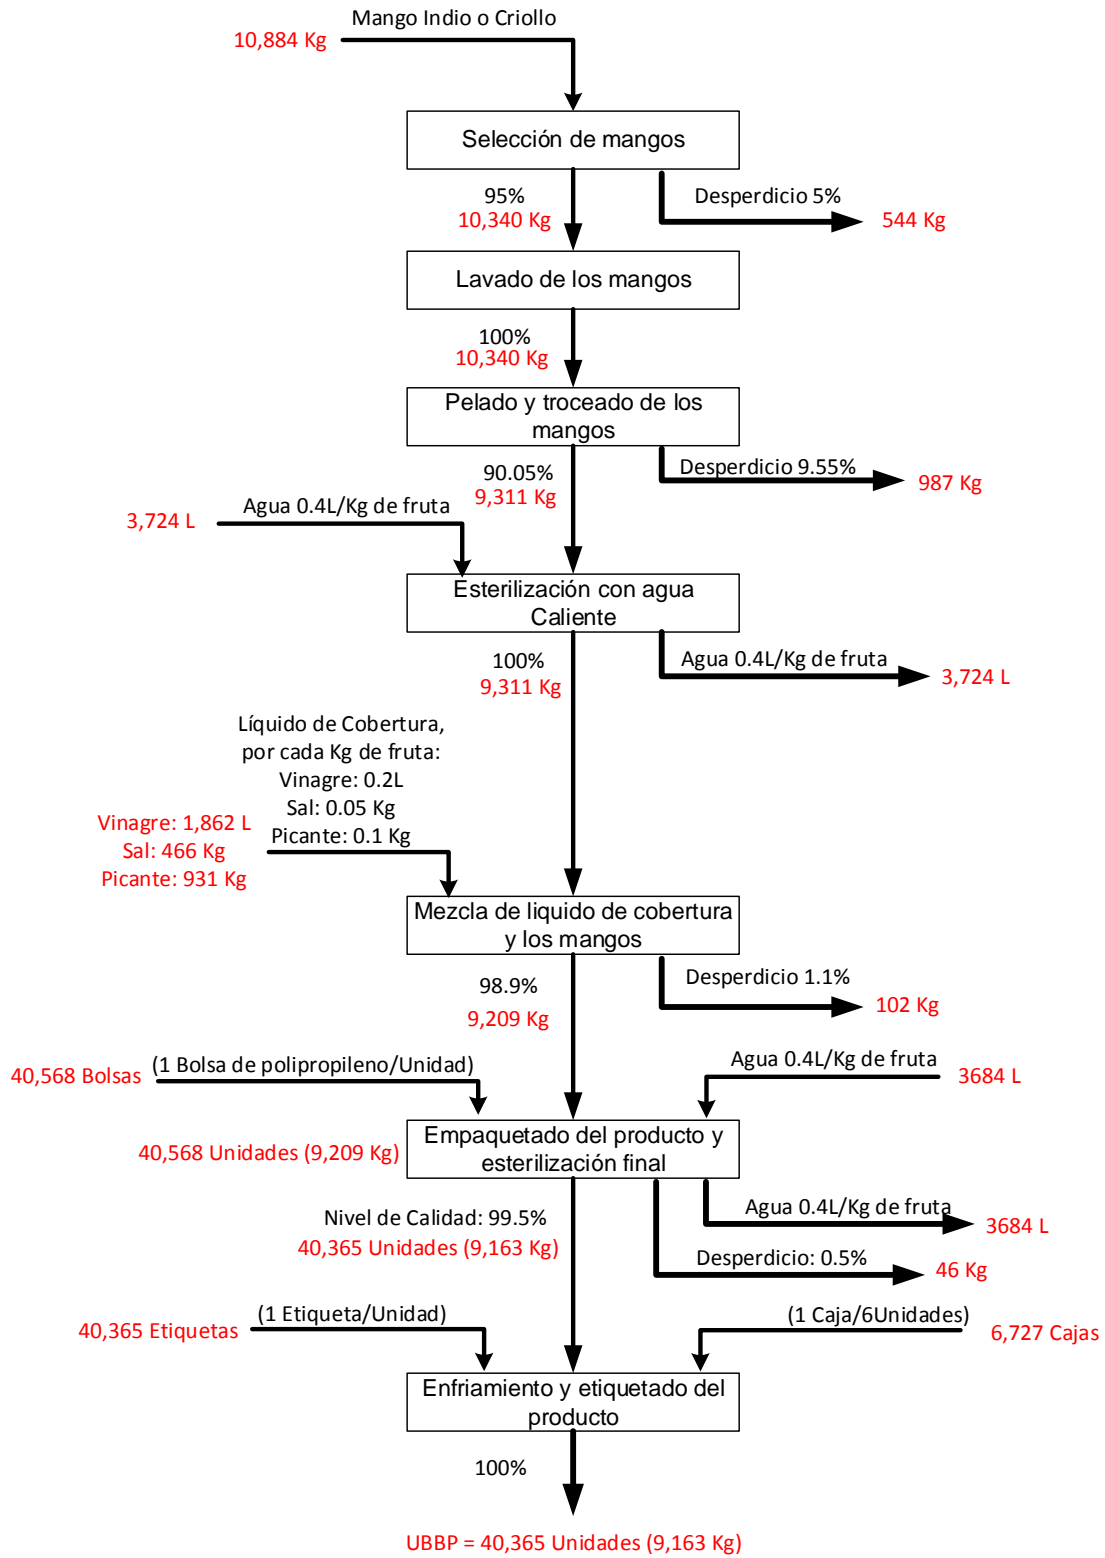 Mango Indio o Criollo
10,884 Kg
Selección de mangos
95%
10,340 Kg
Desperdicio 5%
544 Kg
Lavado de los mangos
100%
10,340 Kg
Pelado y troceado de los
mangos
90.05%
9,311 Kg
Desperdicio 9.55%
987 Kg
Agua 0.4L/Kg de fruta
3,724 L
Esterilización con agua
Caliente
100%
9,311 Kg
Agua 0.4L/Kg de fruta
3,724 L
Líquido de Cobertura,
por cada Kg de fruta:
Vinagre: 0.2L
Sal: 0.05 Kg
Picante: 0.1 Kg
Vinagre: 1,862 L
Sal: 466 Kg
Picante: 931 Kg
Mezcla de liquido de cobertura
y los mangos
98.9%
9,209 Kg
Desperdicio 1.1%
102 Kg
40,568 Bolsas
(1 Bolsa de polipropileno/Unidad)
Agua 0.4L/Kg de fruta
3684 L
40,568 Unidades (9,209 Kg)
Empaquetado del producto y
esterilización final
Nivel de Calidad: 99.5%
40,365 Unidades (9,163 Kg)
Agua 0.4L/Kg de fruta
3684 L
Desperdicio: 0.5%
46 Kg
40,365 Etiquetas
(1 Etiqueta/Unidad)
(1 Caja/6Unidades)
6,727 Cajas
Enfriamiento y etiquetado del
producto
100%
UBBP = 40,365 Unidades (9,163 Kg)